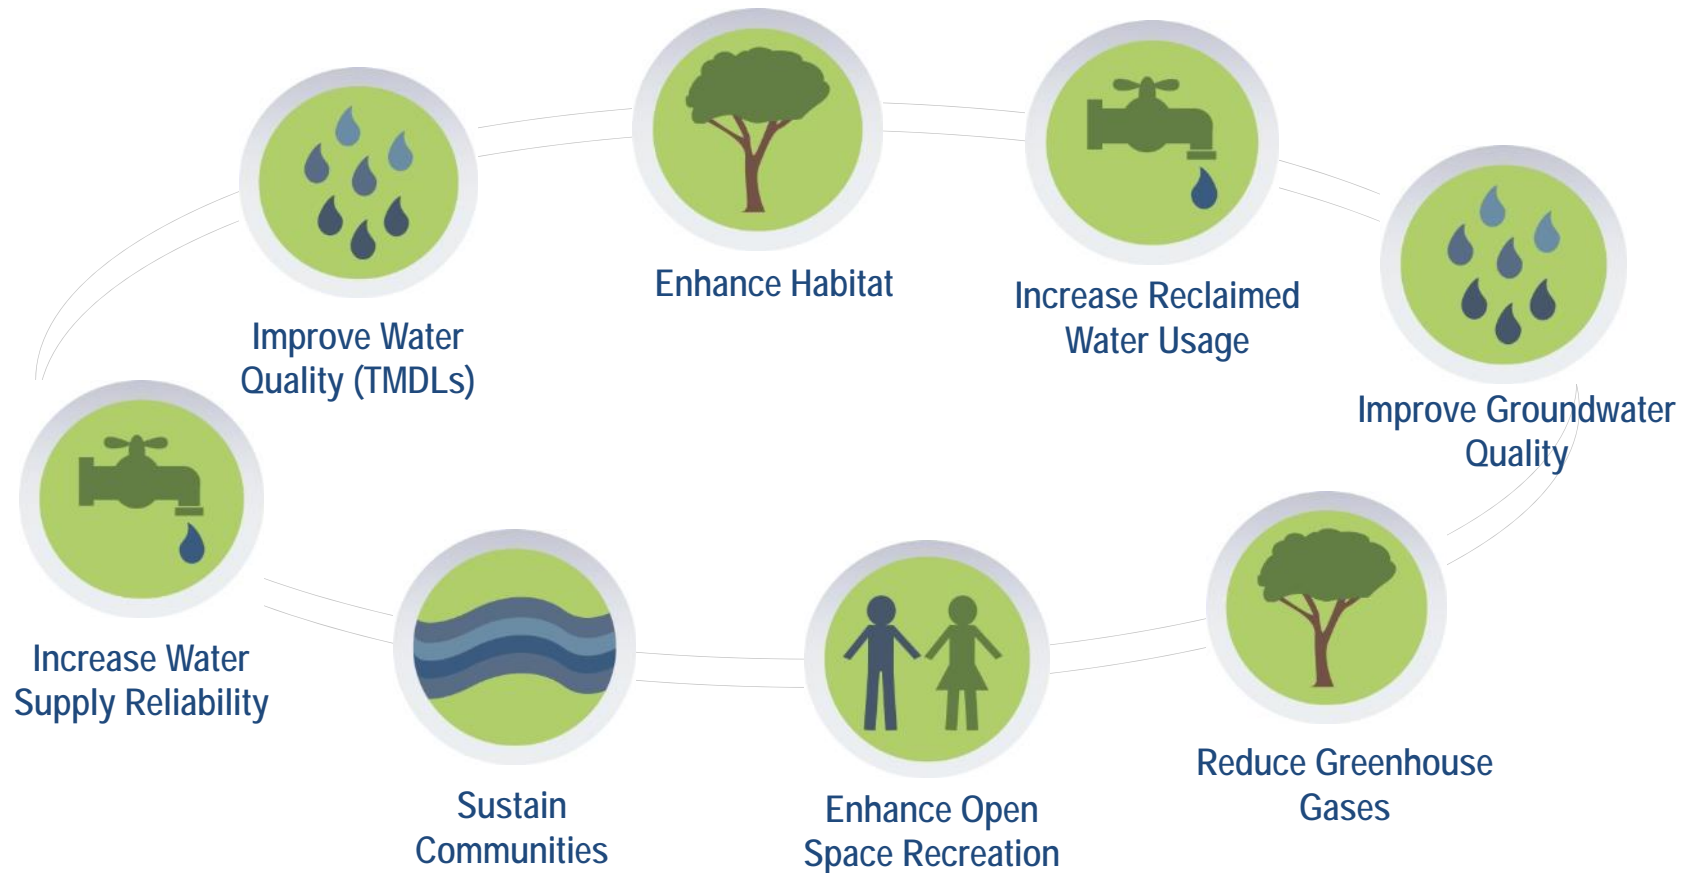 Enhance Habitat
Increase Reclaimed
Water Usage
Improve Water
Quality (TMDLs)
Improve Groundwater
Quality
Increase Water
Supply Reliability
Sustain
Communities
Enhance Open
Space Recreation
Reduce Greenhouse
Gases